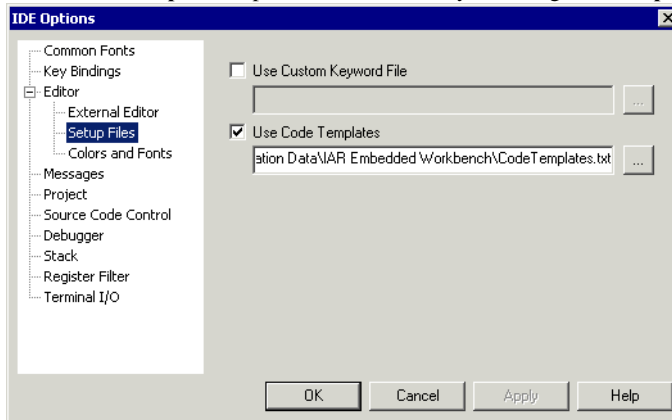 IDE Options
Common Fonts
Key Bindings
Editor
External Editor
Setup Files
Colors and Fonts
Messages
Project
Source Code Control
Debugger
Stack
Register Filter
Terminal I/O
Use Custom Keyword File
...
Use Code Templates
ation Data\IAR Embedded Workbench\CodeTemplates.txt
...
OK Cancel Apply Help